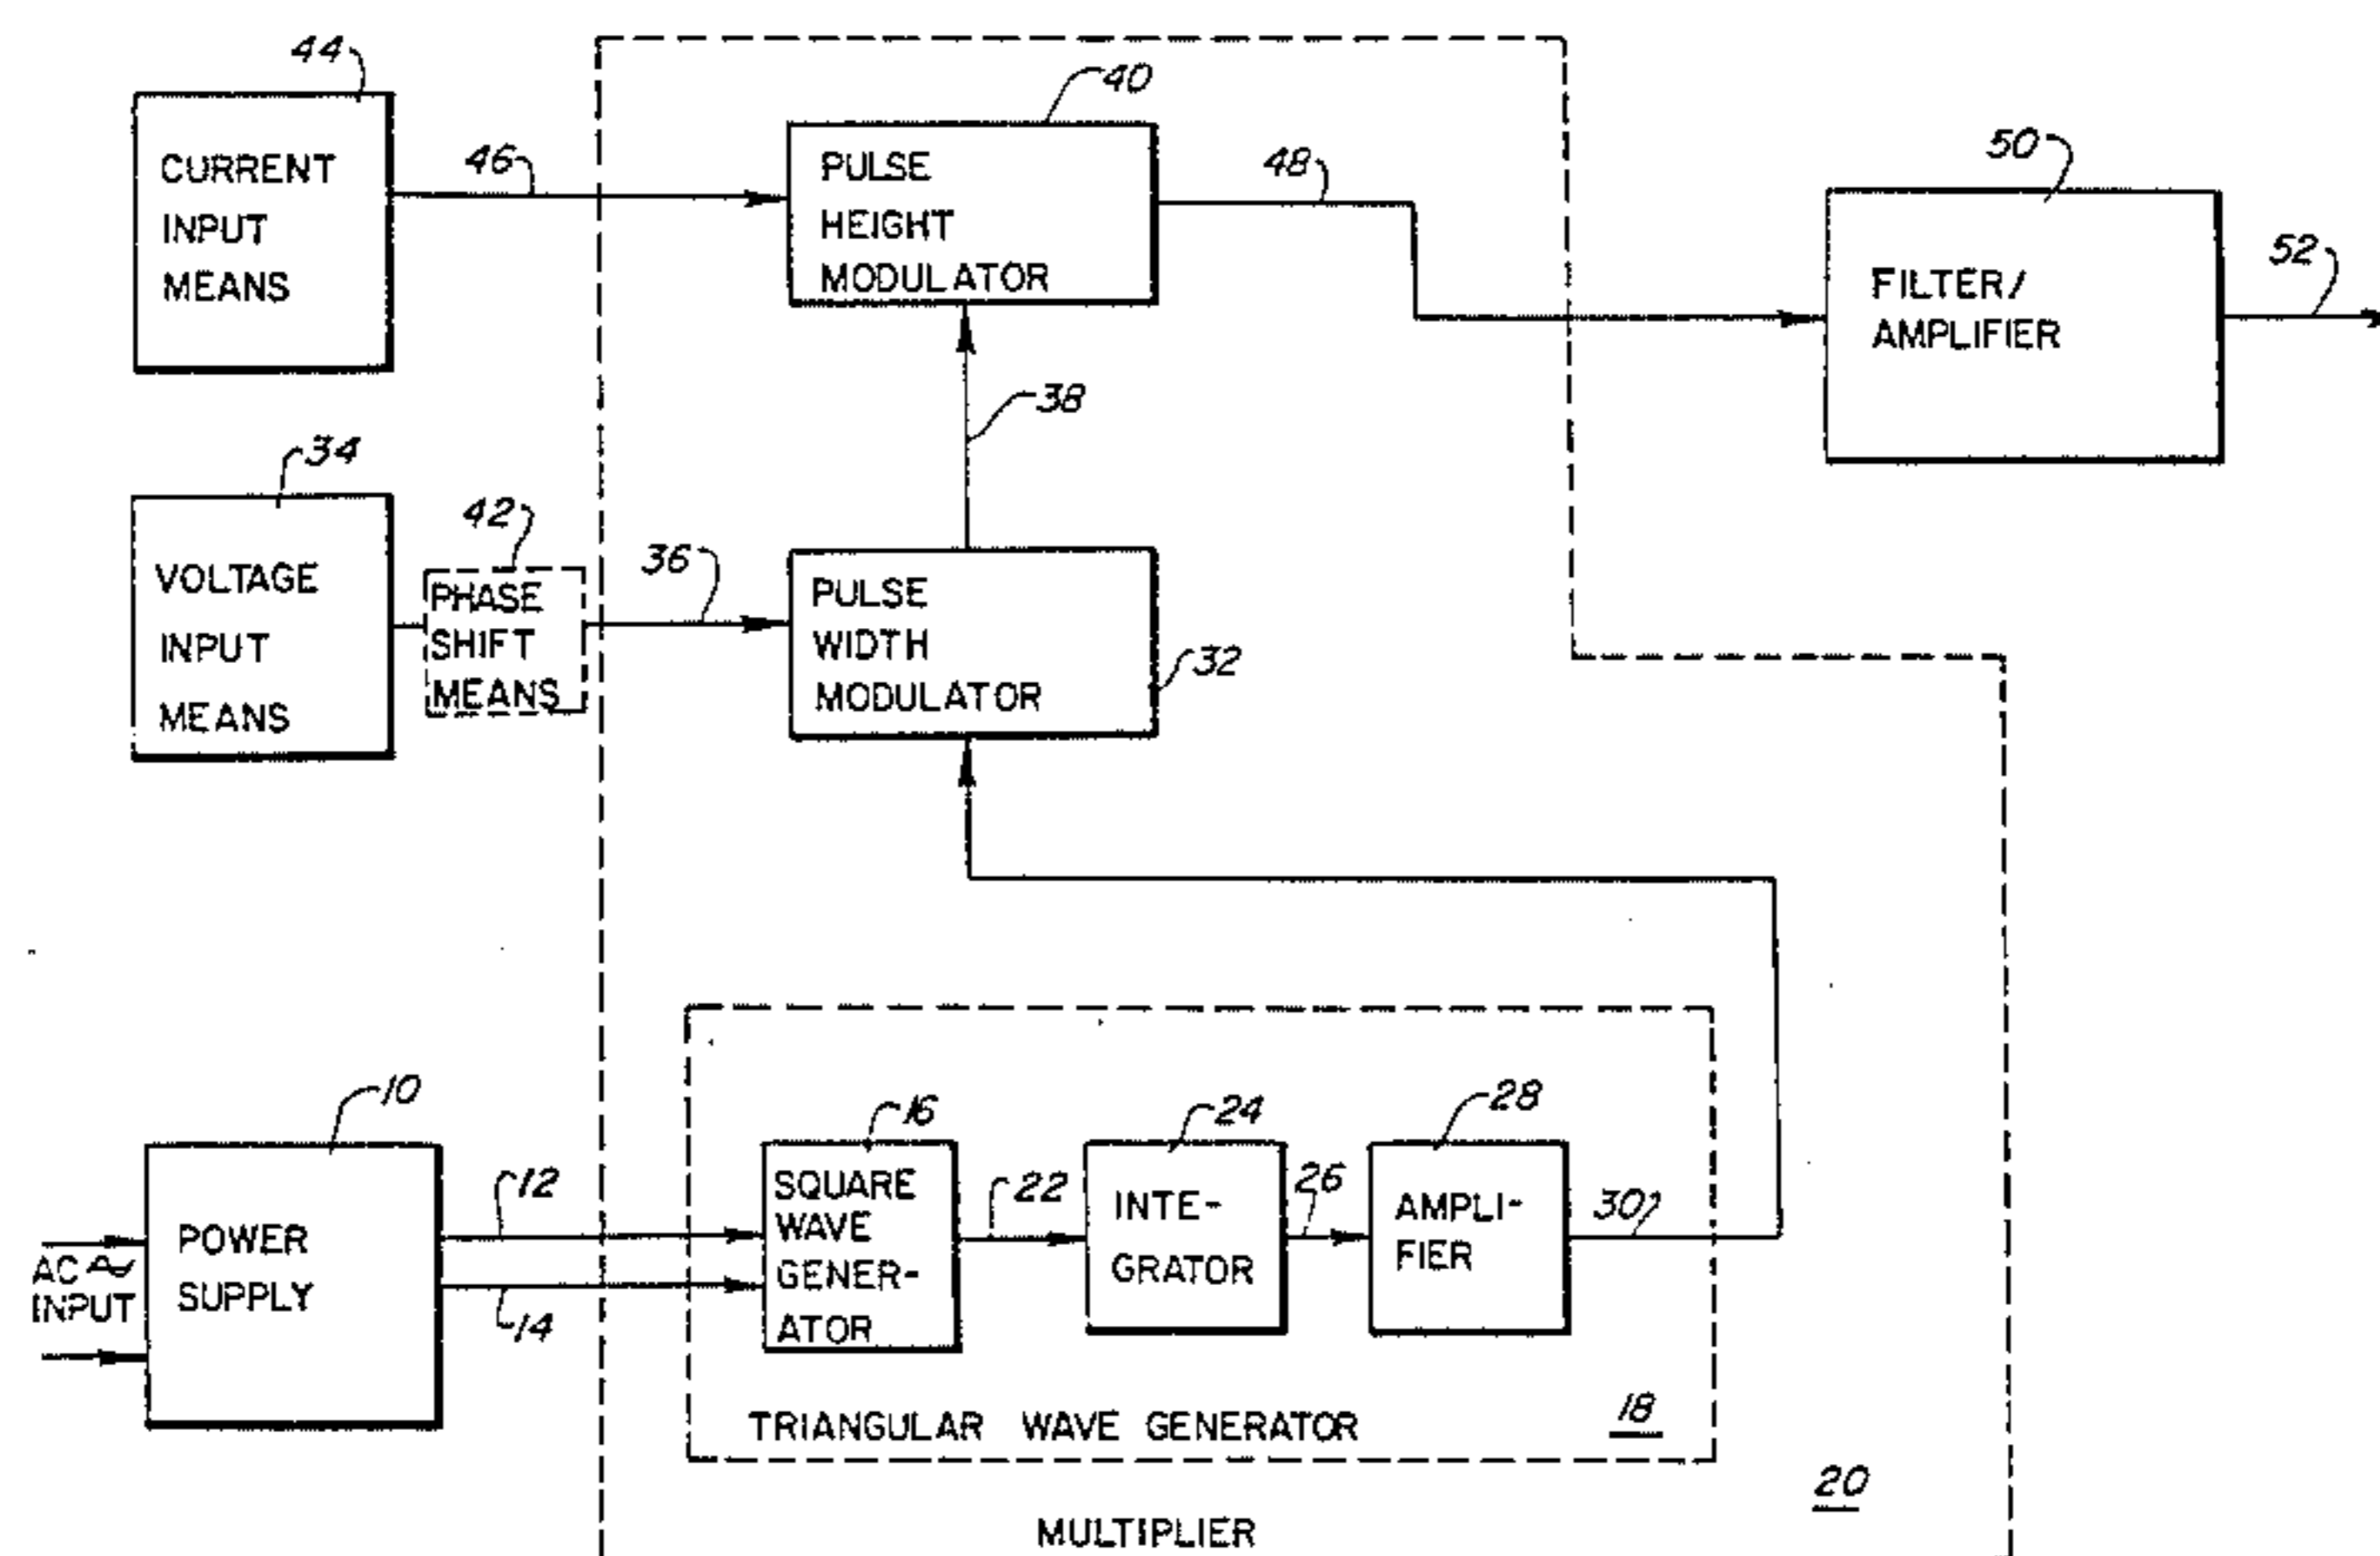 44
CURRENT
INPUT
MEANS
46
40
PULSE
HEIGHT
MODULATOR
48
50
FILTER/
AMPLIFIER
52
38
34
VOLTAGE
INPUT
MEANS
42
PHASE
SHIFT
MEANS
36
PULSE
WIDTH
MODULATOR
32
10
POWER
SUPPLY
AC
INPUT
12
14
16
SQUARE
WAVE
GENER-
ATOR
22
24
INTE-
GRATOR
26
28
AMPLI-
FIER
30
TRIANGULAR WAVE GENERATOR
18
20
MULTIPLIER